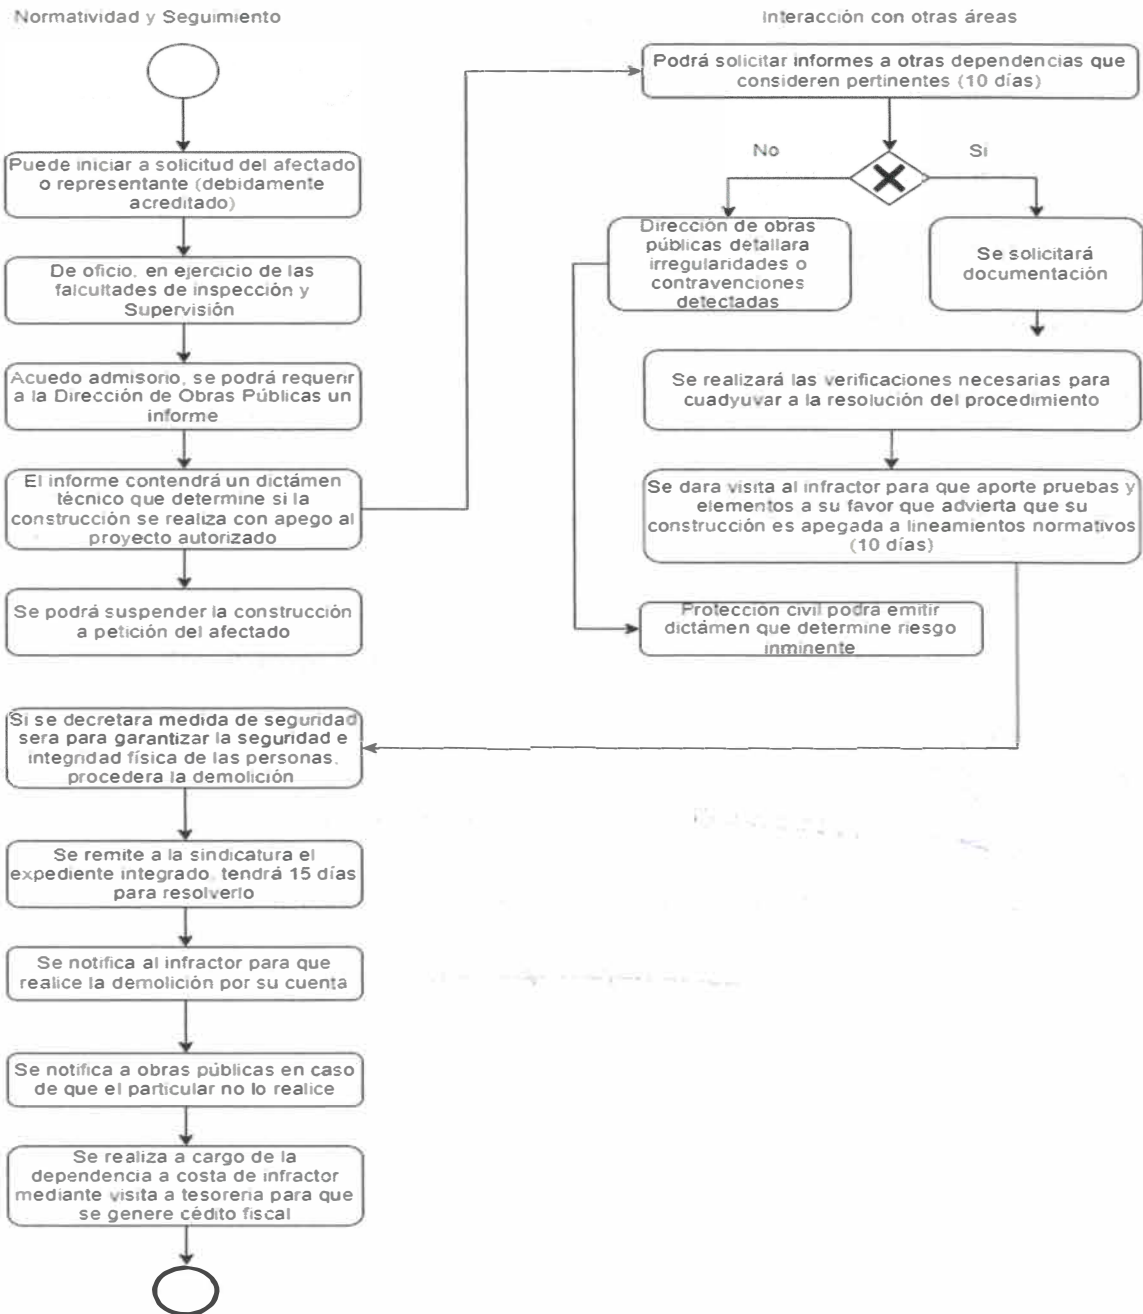 Normatividad y Seguimiento
Puede iniciar a solicitud del afectado
o representante (debidamente
acreditado)
De oficio, en ejercicio de las
falcultades de inspección y
Supervisión
Acuedo admisorio, se podrá requerir
a la Dirección de Obras Públicas un
informe
El informe contendrá un dictámen
técnico que determine si la
construcción se realiza con apego al
proyecto autorizado
Se podrá suspender la construcción
a petición del afectado
Interacción con otras áreas
Podrá solicitar informes a otras dependencias que
consideren pertinentes (10 días)
No
Sí
Dirección de obras
públicas detallara
irregularidades o
contravenciones
detectadas
Se solicitará
documentación
Se realizará las verificaciones necesarias para
cuadyuvar a la resolución del procedimiento
Se dara visita al infractor para que aporte pruebas y
elementos a su favor que advierta que su
construcción es apegada a lineamientos normativos
(10 días)
Protección civil podrá emitir
dictámen que determine riesgo
inminente
Si se decretara medida de seguridad
sera para garantizar la seguridad e
integridad física de las personas,
procedera la demolición
Se remite a la sindicatura el
expediente integrado, tendrá 15 días
para resolverlo
Se notifica al infractor para que
realice la demolición por su cuenta
Se notifica a obras públicas en caso
de que el particular no lo realice
Se realiza a cargo de la
dependencia a costa de infractor
mediante visita a tesoreria para que
se genere cédito fiscal